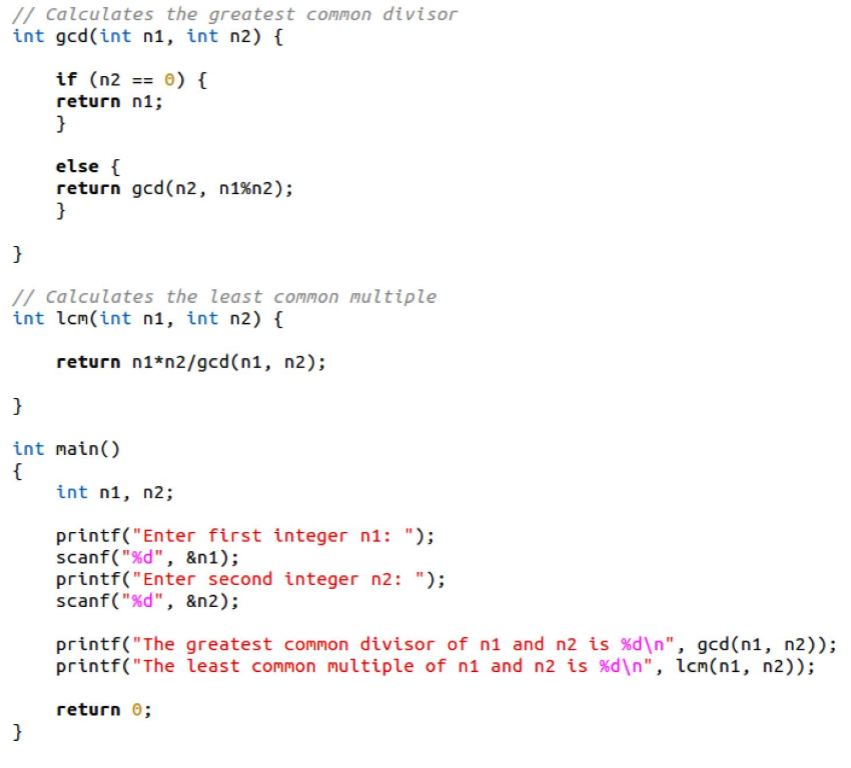 // Calculates the greatest common divisor
int gcd(int n1, int n2) {
if (n2 == 0) {
return n1;
}
else {
return gcd(n2, n1%n2);
}
}
// Calculates the least common multiple
int lcm(int n1, int n2) {
return n1*n2/gcd(n1, n2);
}
int main()
{
int n1, n2;
printf("Enter first integer n1: ");
scanf("%d", &n1);
printf("Enter second integer n2: ");
scanf("%d", &n2);
printf("The greatest common divisor of n1 and n2 is %d\n", gcd(n1, n2));
printf("The least common multiple of n1 and n2 is %d\n", lcm(n1, n2));
return 0;
}